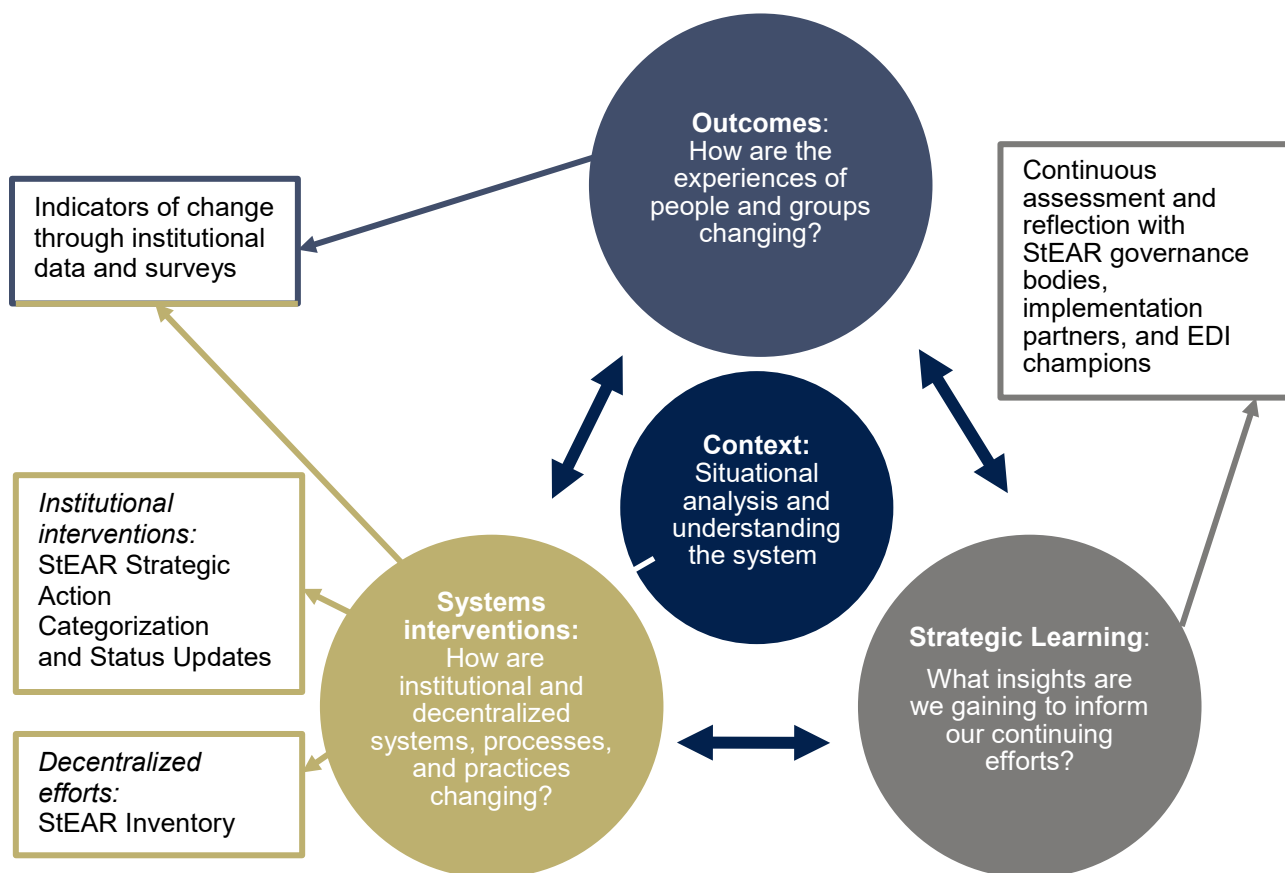 Outcomes:
How are the
experiences of
people and groups
changing?
Indicators of change
through institutional
data and surveys
Continuous
assessment and
reflection with
StEAR governance
bodies,
implementation
partners, and EDI
champions
Context:
Situational
analysis and
understanding
the system
Institutional
interventions:
StEAR Strategic
Action
Categorization
and Status Updates
Systems
interventions:
How are
institutional and
decentralized
systems, processes,
and practices
changing?
Strategic Learning:
What insights are
we gaining to inform
our continuing
efforts?
Decentralized
efforts:
StEAR Inventory